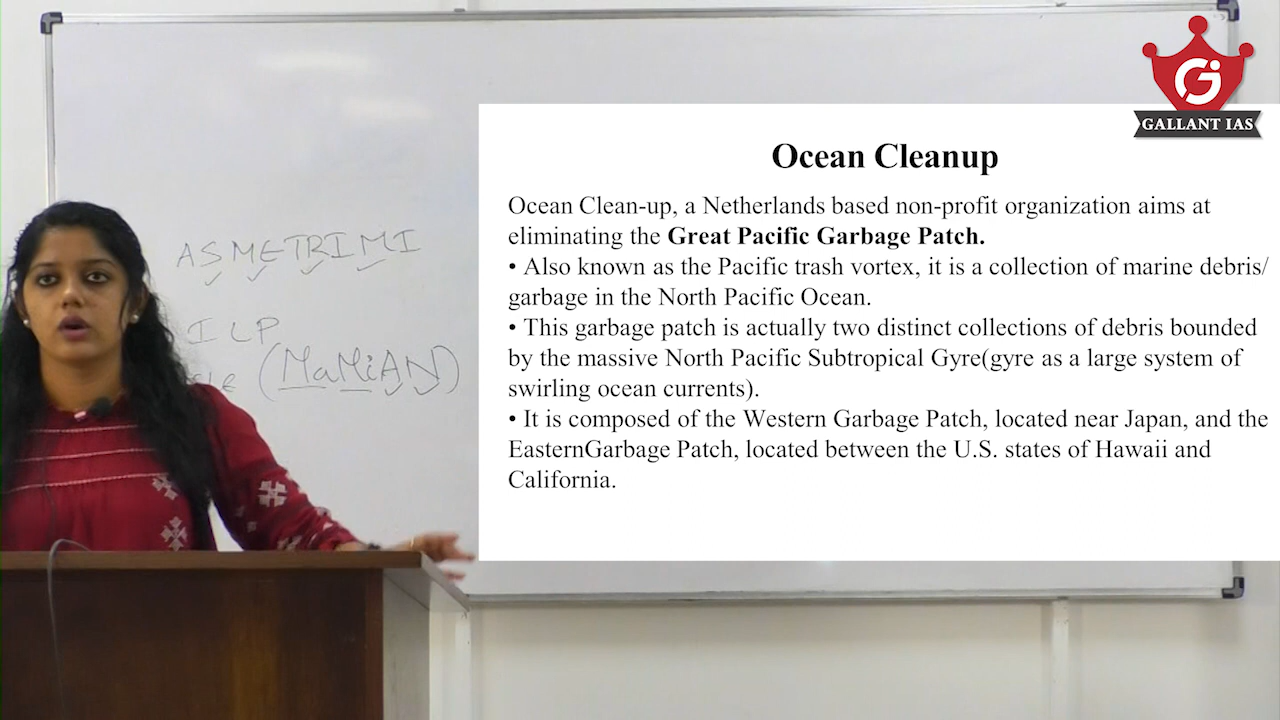 GALLANT IAS
Ocean Cleanup
Ocean Clean-up, a Netherlands based non-profit organization aims at
eliminating the Great Pacific Garbage Patch.
• Also known as the Pacific trash vortex, it is a collection of marine debris/
garbage in the North Pacific Ocean.
• This garbage patch is actually two distinct collections of debris bounded
by the massive North Pacific Subtropical Gyre(gyre as a large system of
swirling ocean currents).
• It is composed of the Western Garbage Patch, located near Japan, and the
EasternGarbage Patch, located between the U.S. states of Hawaii and
California.
ASMETRIMI
ILP
(MaMiAN)